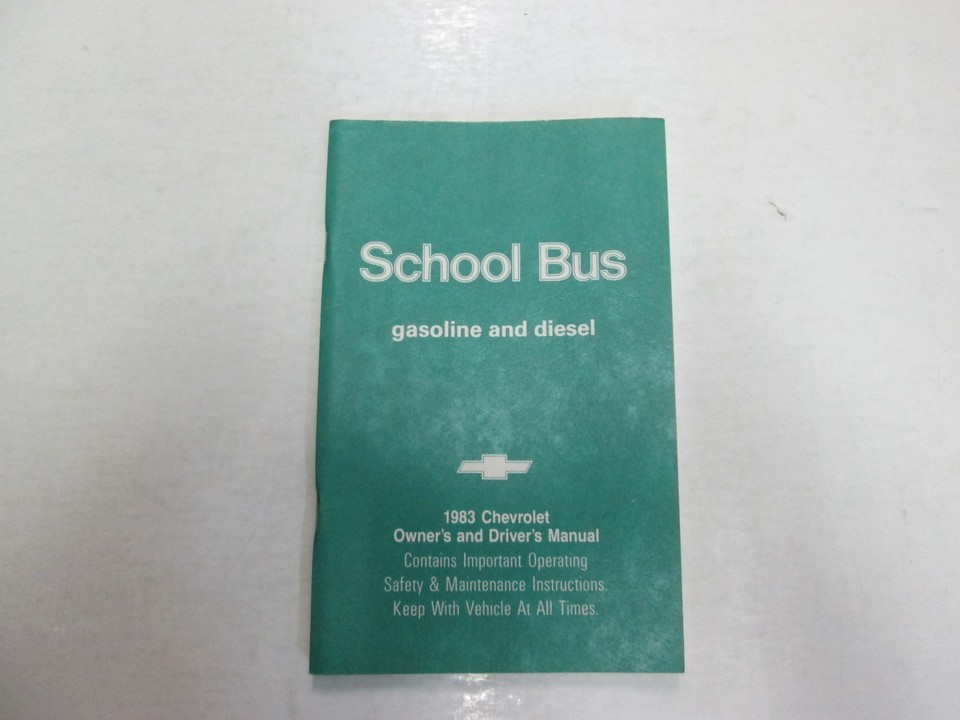 School Bus
gasoline and diesel
1983 Chevrolet
Owner's and Driver's Manual
Contains Important Operating
Safety & Maintenance Instructions.
Keep With Vehicle At All Times.